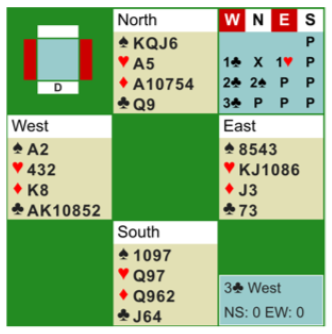 North
♠ KQJ6
♥ A5
♦ A10754
♣ Q9
W N E S
P
1♣ X 1♥ P
2♣ 2♠ P P
3♣ P P P
D
West
♠ A2
♥ 432
♦ K8
♣ AK10852
East
♠ 8543
♥ KJ1086
♦ J3
♣ 73
South
♠ 1097
♥ Q97
♦ Q962
♣ J64
3♣ West
NS: 0 EW: 0